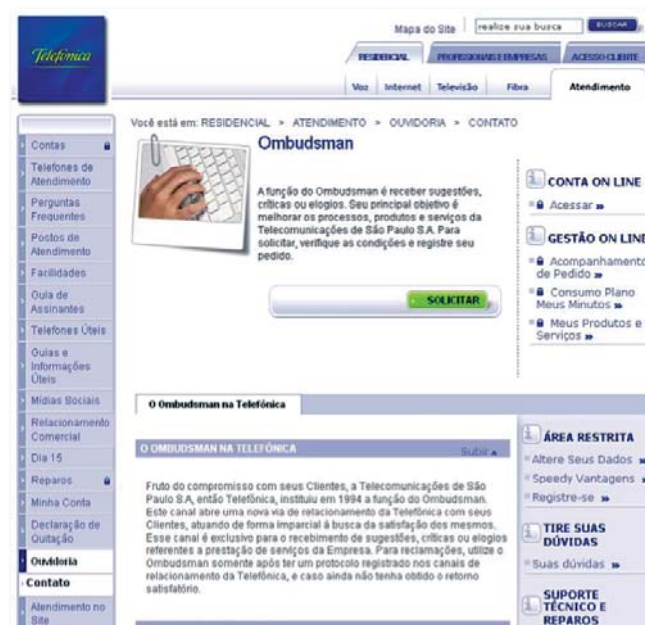 Mapa do Site
realize sua busca
BUSCAR
Telefónica
RESIDENCIAL
PROFISSIONAIS E EMPRESAS
ACESSO CLIENTE
Voz
Internet
Televisão
Fibra
Atendimento
Você está em: RESIDENCIAL > ATENDIMENTO > OUVIDORIA > CONTATO
Contas
Telefones de
Atendimento
Perguntas
Frequentes
Postos de
Atendimento
Facilidades
Guia de
Assinantes
Telefones Úteis
Guias e
Informações
Úteis
Mídias Sociais
Relacionamento
Comercial
Dia 15
Reparos
Minha Conta
Declaração de
Quitação
Ouvidoria
Contato
Atendimento no
Site
Ombudsman
A função do Ombudsman é receber sugestões,
críticas ou elogios. Seu principal objetivo é
melhorar os processos, produtos e serviços da
Telecomunicações de São Paulo S.A. Para
solicitar, verifique as condições e registre seu
pedido.
SOLICITAR
O Ombudsman na Telefônica
O OMBUDSMAN NA TELEFÔNICA
Subir
Fruto do compromisso com seus Clientes, a Telecomunicações de São
Paulo S.A, então Telefônica, instituiu em 1994 a função do Ombudsman.
Este canal abre uma nova via de relacionamento da Telefônica com seus
Clientes, atuando de forma imparcial à busca da satisfação dos mesmos.
Esse canal é exclusivo para o recebimento de sugestões, críticas ou elogios
referentes a prestação de serviços da Empresa. Para reclamações, utilize o
Ombudsman somente após ter um protocolo registrado nos canais de
relacionamento da Telefônica, e caso ainda não tenha obtido o retorno
satisfatório.
CONTA ON LINE
Acessar
GESTÃO ON LINE
Acompanhamento
de Pedido
Consumo Plano
Meus Minutos
Meus Produtos e
Serviços
ÁREA RESTRITA
Altere Seus Dados
Speedy Vantagens
Registre-se
TIRE SUAS
DÚVIDAS
Suas dúvidas
SUPORTE
TÉCNICO E
REPAROS